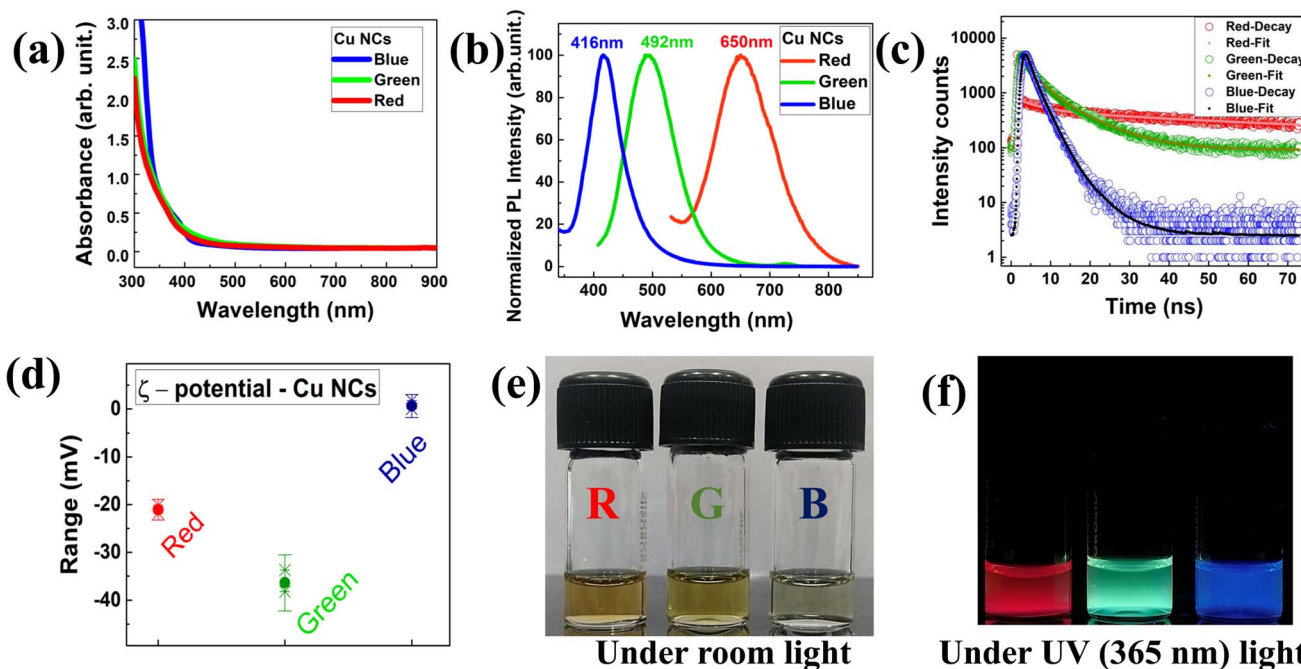 (a)
Absorbance (arb. unit.)
3.0
2.5
2.0
1.5
1.0
0.5
0.0
Cu NCs
Blue
Green
Red
300 400 500 600 700 800 900
Wavelength (nm)
(b)
Normalized PL Intensity (arb.unit.)
100
80
60
40
20
0
416nm 492nm 650nm
Cu NCs
Red
Green
Blue
400 500 600 700 800
Wavelength (nm)
(c)
Intensity counts
10000
1000
100
10
1
Red-Decay
Red-Fit
Green-Decay
Green-Fit
Blue-Decay
Blue-Fit
0 10 20 30 40 50 60 70
Time (ns)
(d)
ζ – potential - Cu NCs
Range (mV)
0
-10
-20
-30
-40
Red
Green
Blue
(e)
R G B
Under room light
(f)
Under UV (365 nm) light